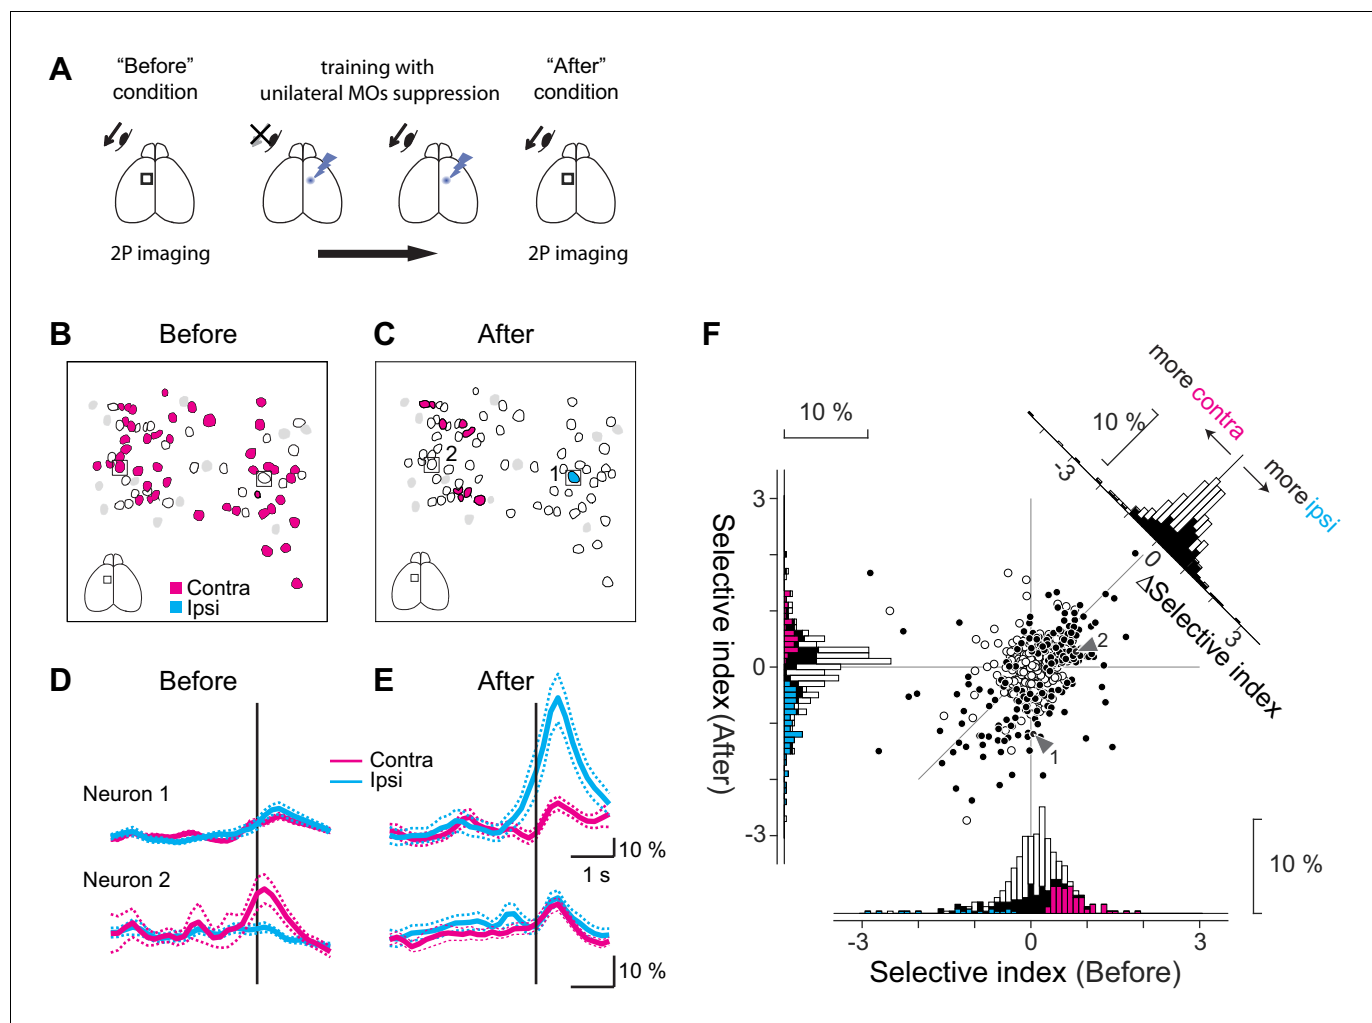 A
“Before”
condition
training with
unilateral MOs suppression
“After”
condition
2P imaging
2P imaging
B
Before
C
After
2
1
Contra
Ipsi
D
Before
E
After
Contra
Ipsi
Neuron 1
10 %
1 s
Neuron 2
10 %
F
more contra
more ipsi
10 %
10 %
-3
0
3
ΔSelective index
3
0
-3
Selective index (After)
2
1
10 %
-3
0
3
Selective index (Before)